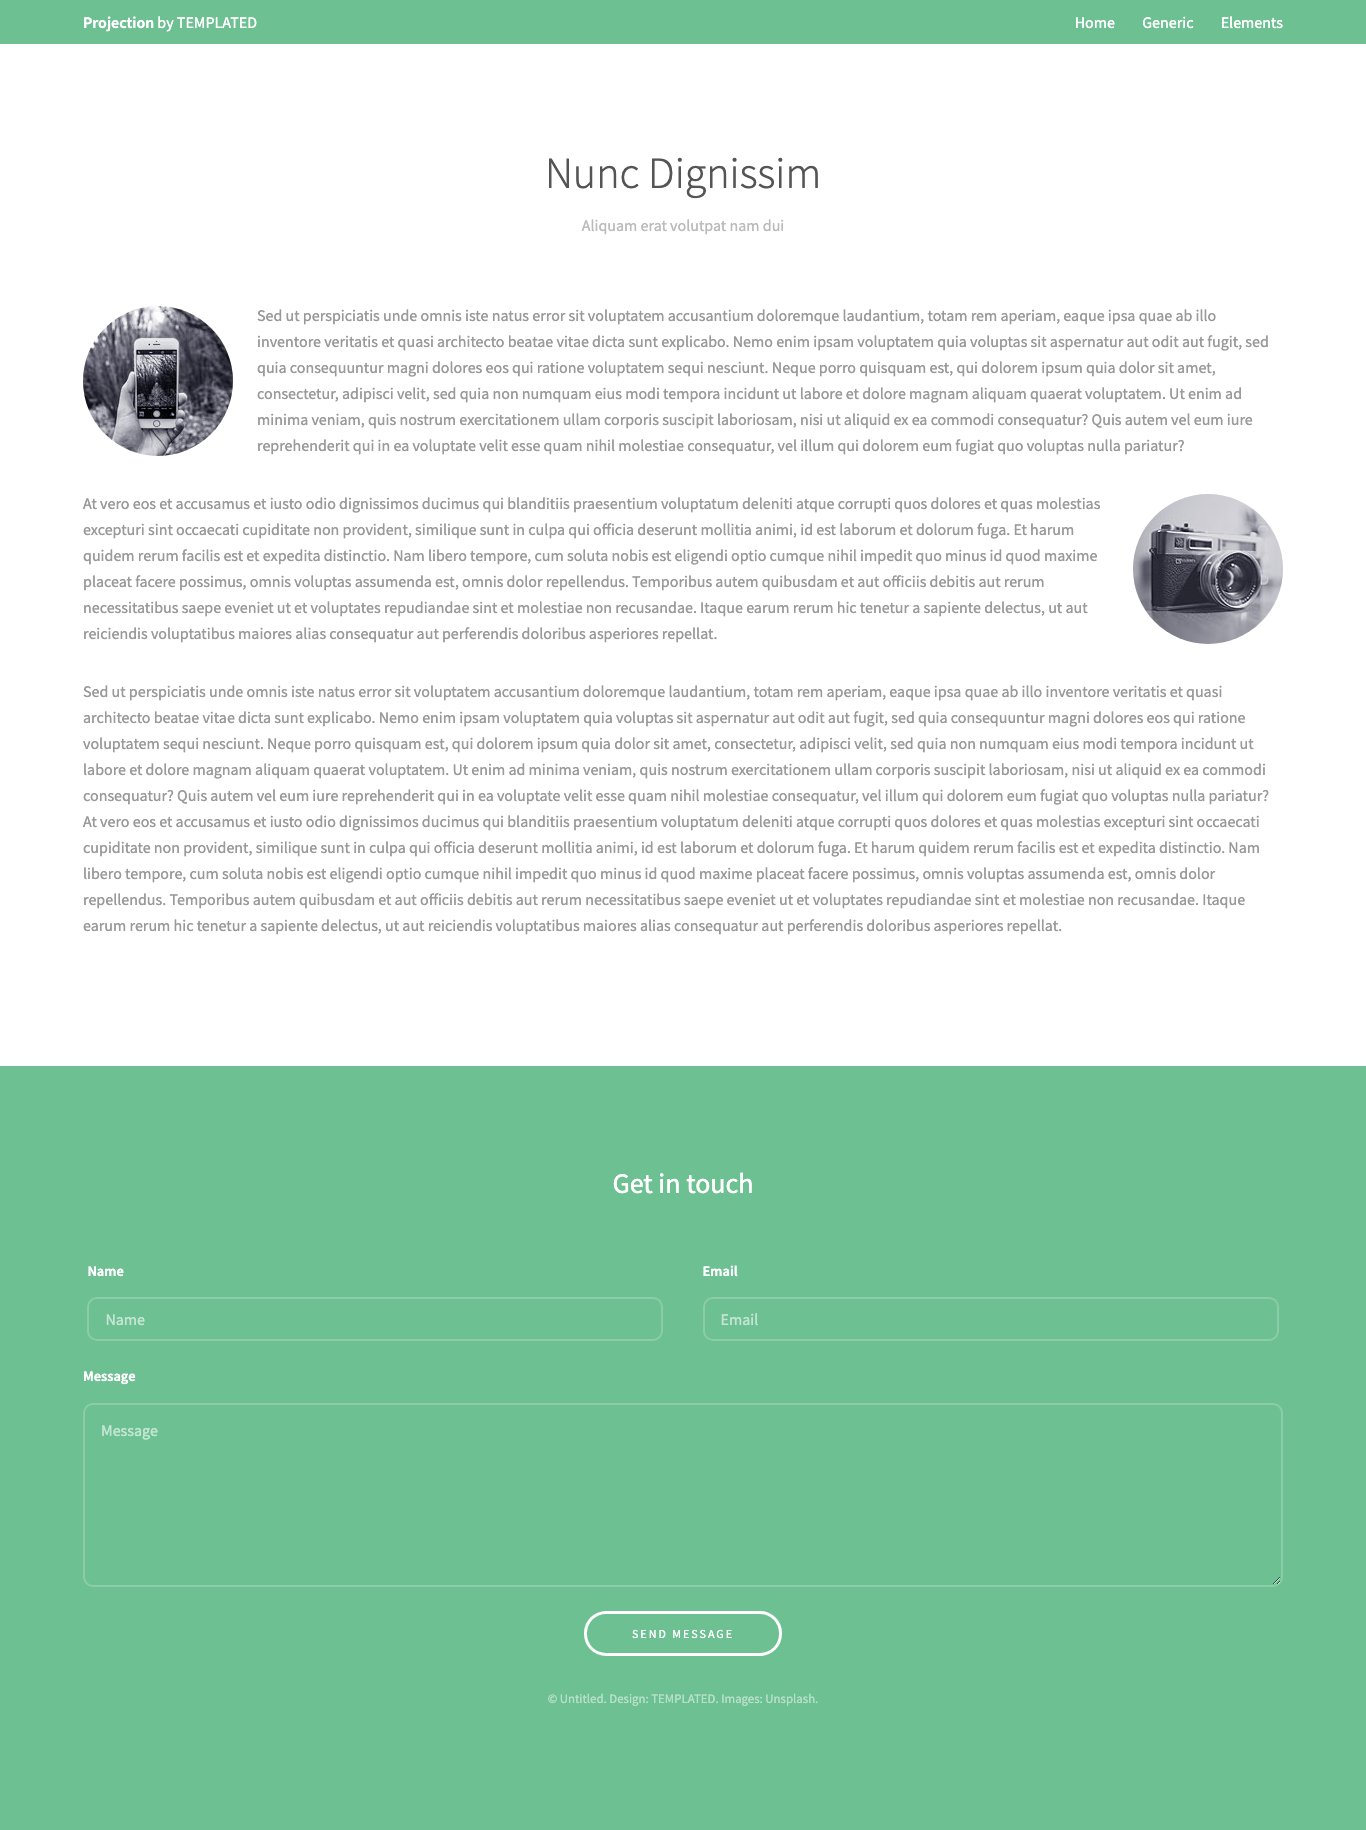 Projection by TEMPLATED
Home Generic Elements
Nunc Dignissim
Aliquam erat volutpat nam dui
Sed ut perspiciatis unde omnis iste natus error sit voluptatem accusantium doloremque laudantium, totam rem aperiam, eaque ipsa quae ab illo
inventore veritatis et quasi architecto beatae vitae dicta sunt explicabo. Nemo enim ipsam voluptatem quia voluptas sit aspernatur aut odit aut fugit, sed
quia consequuntur magni dolores eos qui ratione voluptatem sequi nesciunt. Neque porro quisquam est, qui dolorem ipsum quia dolor sit amet,
consectetur, adipisci velit, sed quia non numquam eius modi tempora incidunt ut labore et dolore magnam aliquam quaerat voluptatem. Ut enim ad
minima veniam, quis nostrum exercitationem ullam corporis suscipit laboriosam, nisi ut aliquid ex ea commodi consequatur? Quis autem vel eum iure
reprehenderit qui in ea voluptate velit esse quam nihil molestiae consequatur, vel illum qui dolorem eum fugiat quo voluptas nulla pariatur?
At vero eos et accusamus et iusto odio dignissimos ducimus qui blanditiis praesentium voluptatum deleniti atque corrupti quos dolores et quas molestias
excepturi sint occaecati cupiditate non provident, similique sunt in culpa qui officia deserunt mollitia animi, id est laborum et dolorum fuga. Et harum
quidem rerum facilis est et expedita distinctio. Nam libero tempore, cum soluta nobis est eligendi optio cumque nihil impedit quo minus id quod maxime
placeat facere possimus, omnis voluptas assumenda est, omnis dolor repellendus. Temporibus autem quibusdam et aut officiis debitis aut rerum
necessitatibus saepe eveniet ut et voluptates repudiandae sint et molestiae non recusandae. Itaque earum rerum hic tenetur a sapiente delectus, ut aut
reiciendis voluptatibus maiores alias consequatur aut perferendis doloribus asperiores repellat.
Sed ut perspiciatis unde omnis iste natus error sit voluptatem accusantium doloremque laudantium, totam rem aperiam, eaque ipsa quae ab illo inventore veritatis et quasi
architecto beatae vitae dicta sunt explicabo. Nemo enim ipsam voluptatem quia voluptas sit aspernatur aut odit aut fugit, sed quia consequuntur magni dolores eos qui ratione
voluptatem sequi nesciunt. Neque porro quisquam est, qui dolorem ipsum quia dolor sit amet, consectetur, adipisci velit, sed quia non numquam eius modi tempora incidunt ut
labore et dolore magnam aliquam quaerat voluptatem. Ut enim ad minima veniam, quis nostrum exercitationem ullam corporis suscipit laboriosam, nisi ut aliquid ex ea commodi
consequatur? Quis autem vel eum iure reprehenderit qui in ea voluptate velit esse quam nihil molestiae consequatur, vel illum qui dolorem eum fugiat quo voluptas nulla pariatur?
At vero eos et accusamus et iusto odio dignissimos ducimus qui blanditiis praesentium voluptatum deleniti atque corrupti quos dolores et quas molestias excepturi sint occaecati
cupiditate non provident, similique sunt in culpa qui officia deserunt mollitia animi, id est laborum et dolorum fuga. Et harum quidem rerum facilis est et expedita distinctio. Nam
libero tempore, cum soluta nobis est eligendi optio cumque nihil impedit quo minus id quod maxime placeat facere possimus, omnis voluptas assumenda est, omnis dolor
repellendus. Temporibus autem quibusdam et aut officiis debitis aut rerum necessitatibus saepe eveniet ut et voluptates repudiandae sint et molestiae non recusandae. Itaque
earum rerum hic tenetur a sapiente delectus, ut aut reiciendis voluptatibus maiores alias consequatur aut perferendis doloribus asperiores repellat.
Get in touch
Name
Email
Name
Email
Message
Message
SEND MESSAGE
© Untitled. Design: TEMPLATED. Images: Unsplash.